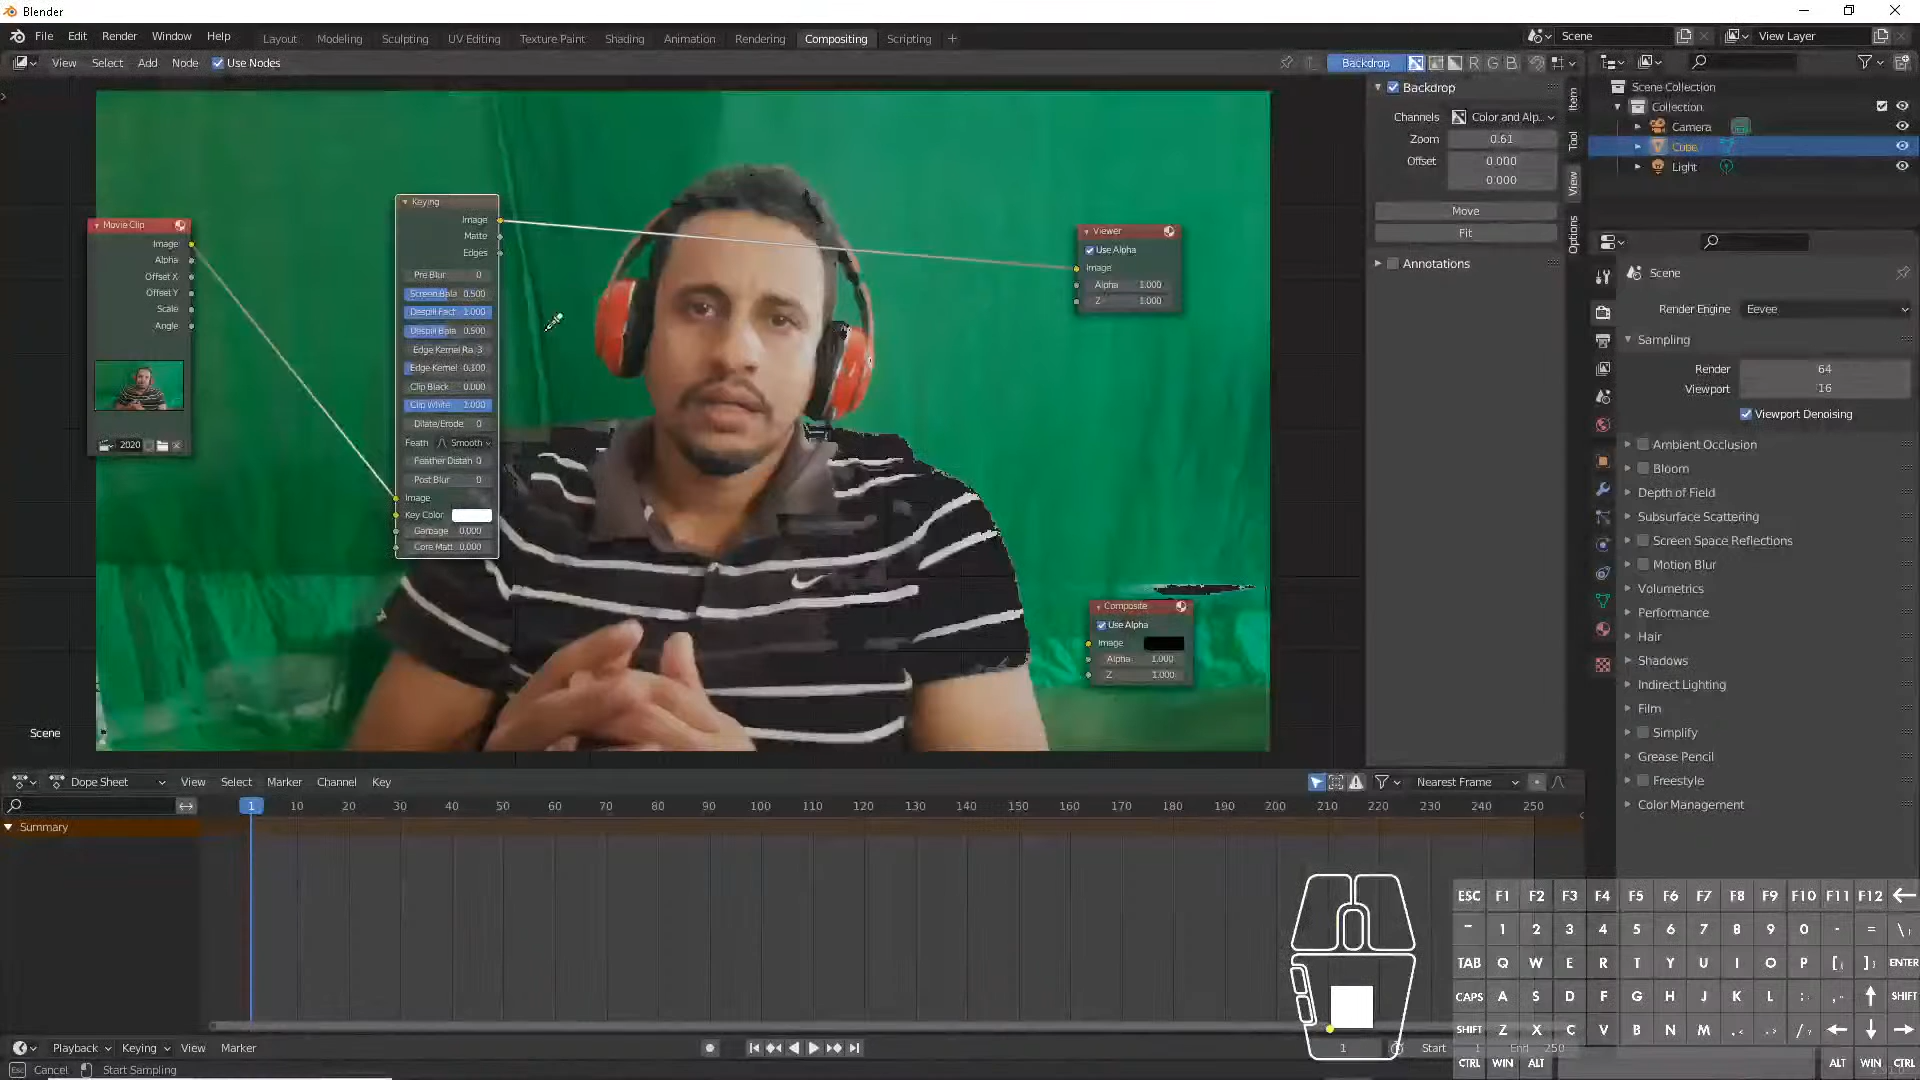 Blender
File Edit Render Window Help
Layout Modeling Sculpting UV Editing Texture Paint Shading Animation Rendering Compositing Scripting +
Scene
View Layer
View Select Add Node Use Nodes
Backdrop R G B
Scene Collection
Collection
Camera
Cube
Light
Backdrop
Channels Color and Alp...
Zoom 0.61
Offset 0.000
0.000
Move
Fit
Annotations
Item
Tool
View
Options
Movie Clip
Image
Alpha
Offset X
Offset Y
Scale
Angle
2020
Keying
Image
Matte
Edges
Pre Blur 0
Screen Bala 0.500
Despill Fact 1.000
Despill Bala 0.500
Edge Kernel Ra 3
Edge Kernel 0.100
Clip Black 0.000
Clip White 1.000
Dilate/Erode 0
Feath Smooth
Feather Distan 0
Post Blur 0
Image
Key Color
Garbage 0.000
Core Matt 0.000
Viewer
Use Alpha
Image
Alpha 1.000
Z 1.000
Composite
Use Alpha
Image
Alpha 1.000
Z 1.000
Scene
Scene
Render Engine Eevee
Sampling
Render 64
Viewport 16
Viewport Denoising
Ambient Occlusion
Bloom
Depth of Field
Subsurface Scattering
Screen Space Reflections
Motion Blur
Volumetrics
Performance
Hair
Shadows
Indirect Lighting
Film
Simplify
Grease Pencil
Freestyle
Color Management
Dope Sheet View Select Marker Channel Key
Nearest Frame
1 10 20 30 40 50 60 70 80 90 100 110 120 130 140 150 160 170 180 190 200 210 220 230 240 250
Summary
ESC F1 F2 F3 F4 F5 F6 F7 F8 F9 F10 F11 F12
1 2 3 4 5 6 7 8 9 0 - = \
TAB Q W E R T Y U I O P [ ] ENTER
CAPS A S D F G H J K L SHIFT
SHIFT Z X C V B N M
CTRL WIN ALT ALT WIN CTRL
Playback Keying View Marker
1 Start 1 End 250
Esc Cancel Start Sampling